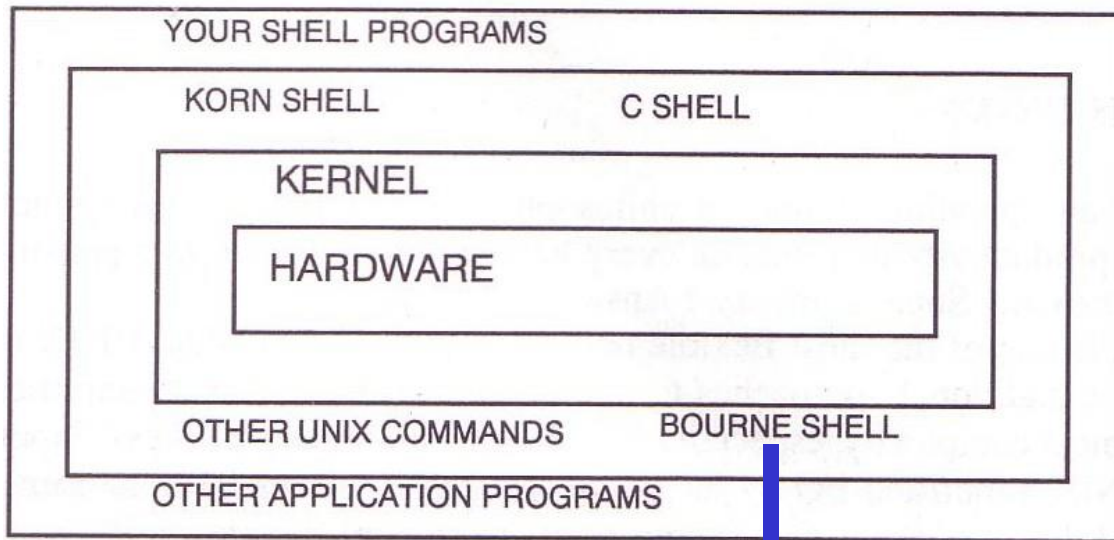 YOUR SHELL PROGRAMS
KORN SHELL
C SHELL
KERNEL
HARDWARE
OTHER UNIX COMMANDS
BOURNE SHELL
OTHER APPLICATION PROGRAMS